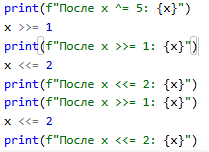 print(f"После x ^= 5: {x}")
x >>= 1
print(f"После x >>= 1: {x}")
x <<= 2
print(f"После x <<= 2: {x}")
print(f"После x >>= 1: {x}")
x <<= 2
print(f"После x <<= 2: {x}")